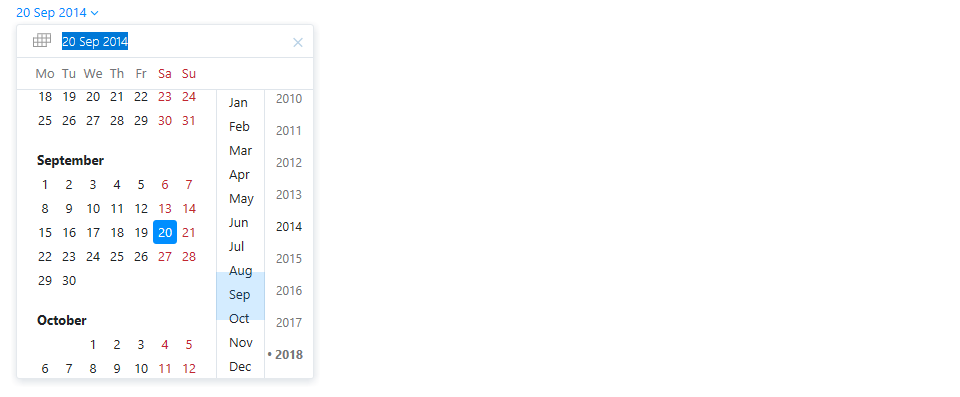 20 Sep 2014
20 Sep 2014
Mo Tu We Th Fr Sa Su
18 19 20 21 22 23 24
25 26 27 28 29 30 31
September
1 2 3 4 5 6 7
8 9 10 11 12 13 14
15 16 17 18 19 20 21
22 23 24 25 26 27 28
29 30
October
1 2 3 4 5
6 7 8 9 10 11 12
Jan
Feb
Mar
Apr
May
Jun
Jul
Aug
Sep
Oct
Nov
Dec
2010
2011
2012
2013
2014
2015
2016
2017
• 2018